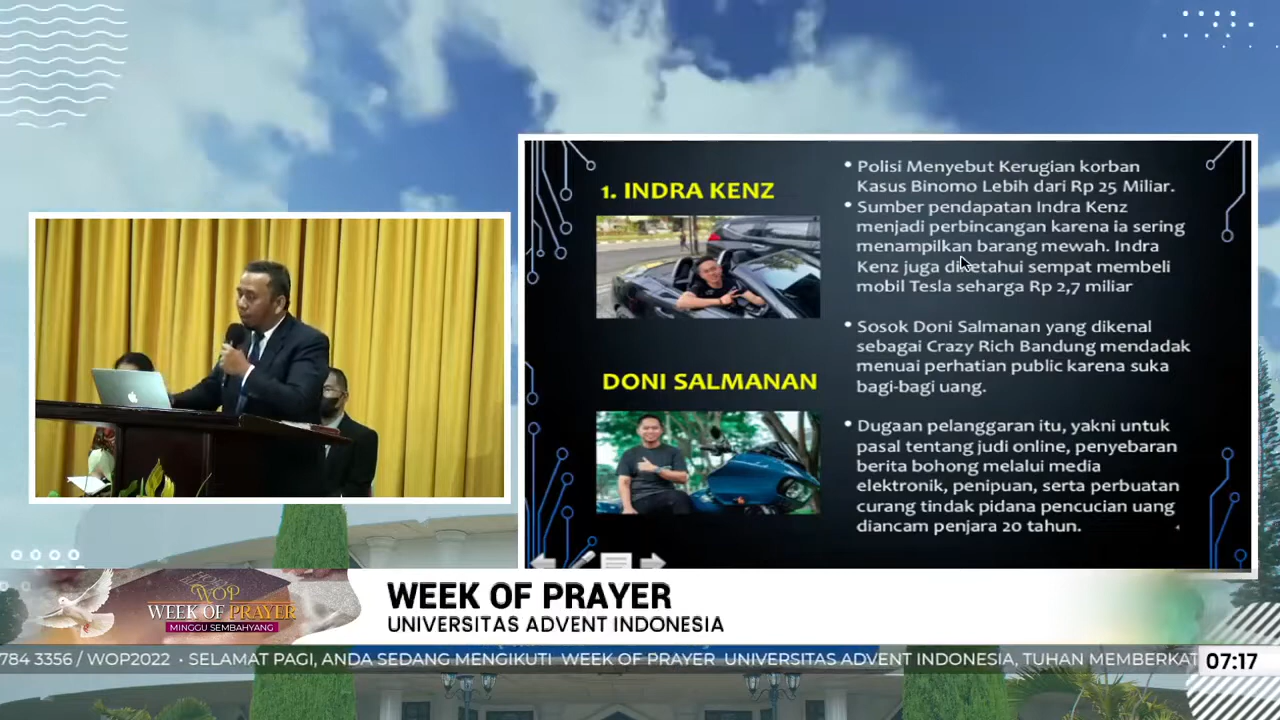 1. INDRA KENZ
DONI SALMANAN
• Polisi Menyebut Kerugian korban
Kasus Binomo Lebih dari Rp 25 Miliar.
• Sumber pendapatan Indra Kenz
menjadi perbincangan karena ia sering
menampilkan barang mewah. Indra
Kenz juga diketahui sempat membeli
mobil Tesla seharga Rp 2,7 miliar
• Sosok Doni Salmanan yang dikenal
sebagai Crazy Rich Bandung mendadak
menuai perhatian public karena suka
bagi-bagi uang.
• Dugaan pelanggaran itu, yakni untuk
pasal tentang judi online, penyebaran
berita bohong melalui media
elektronik, penipuan, serta perbuatan
curang tindak pidana pencucian uang
diancam penjara 20 tahun.
4
WOP
WEEK OF PRAYER
MINGGU SEMBAHYANG
WEEK OF PRAYER
UNIVERSITAS ADVENT INDONESIA
784 3356 / WOP2022 • SELAMAT PAGI, ANDA SEDANG MENGIKUTI WEEK OF PRAYER UNIVERSITAS ADVENT INDONESIA, TUHAN MEMBERKAT
07:17